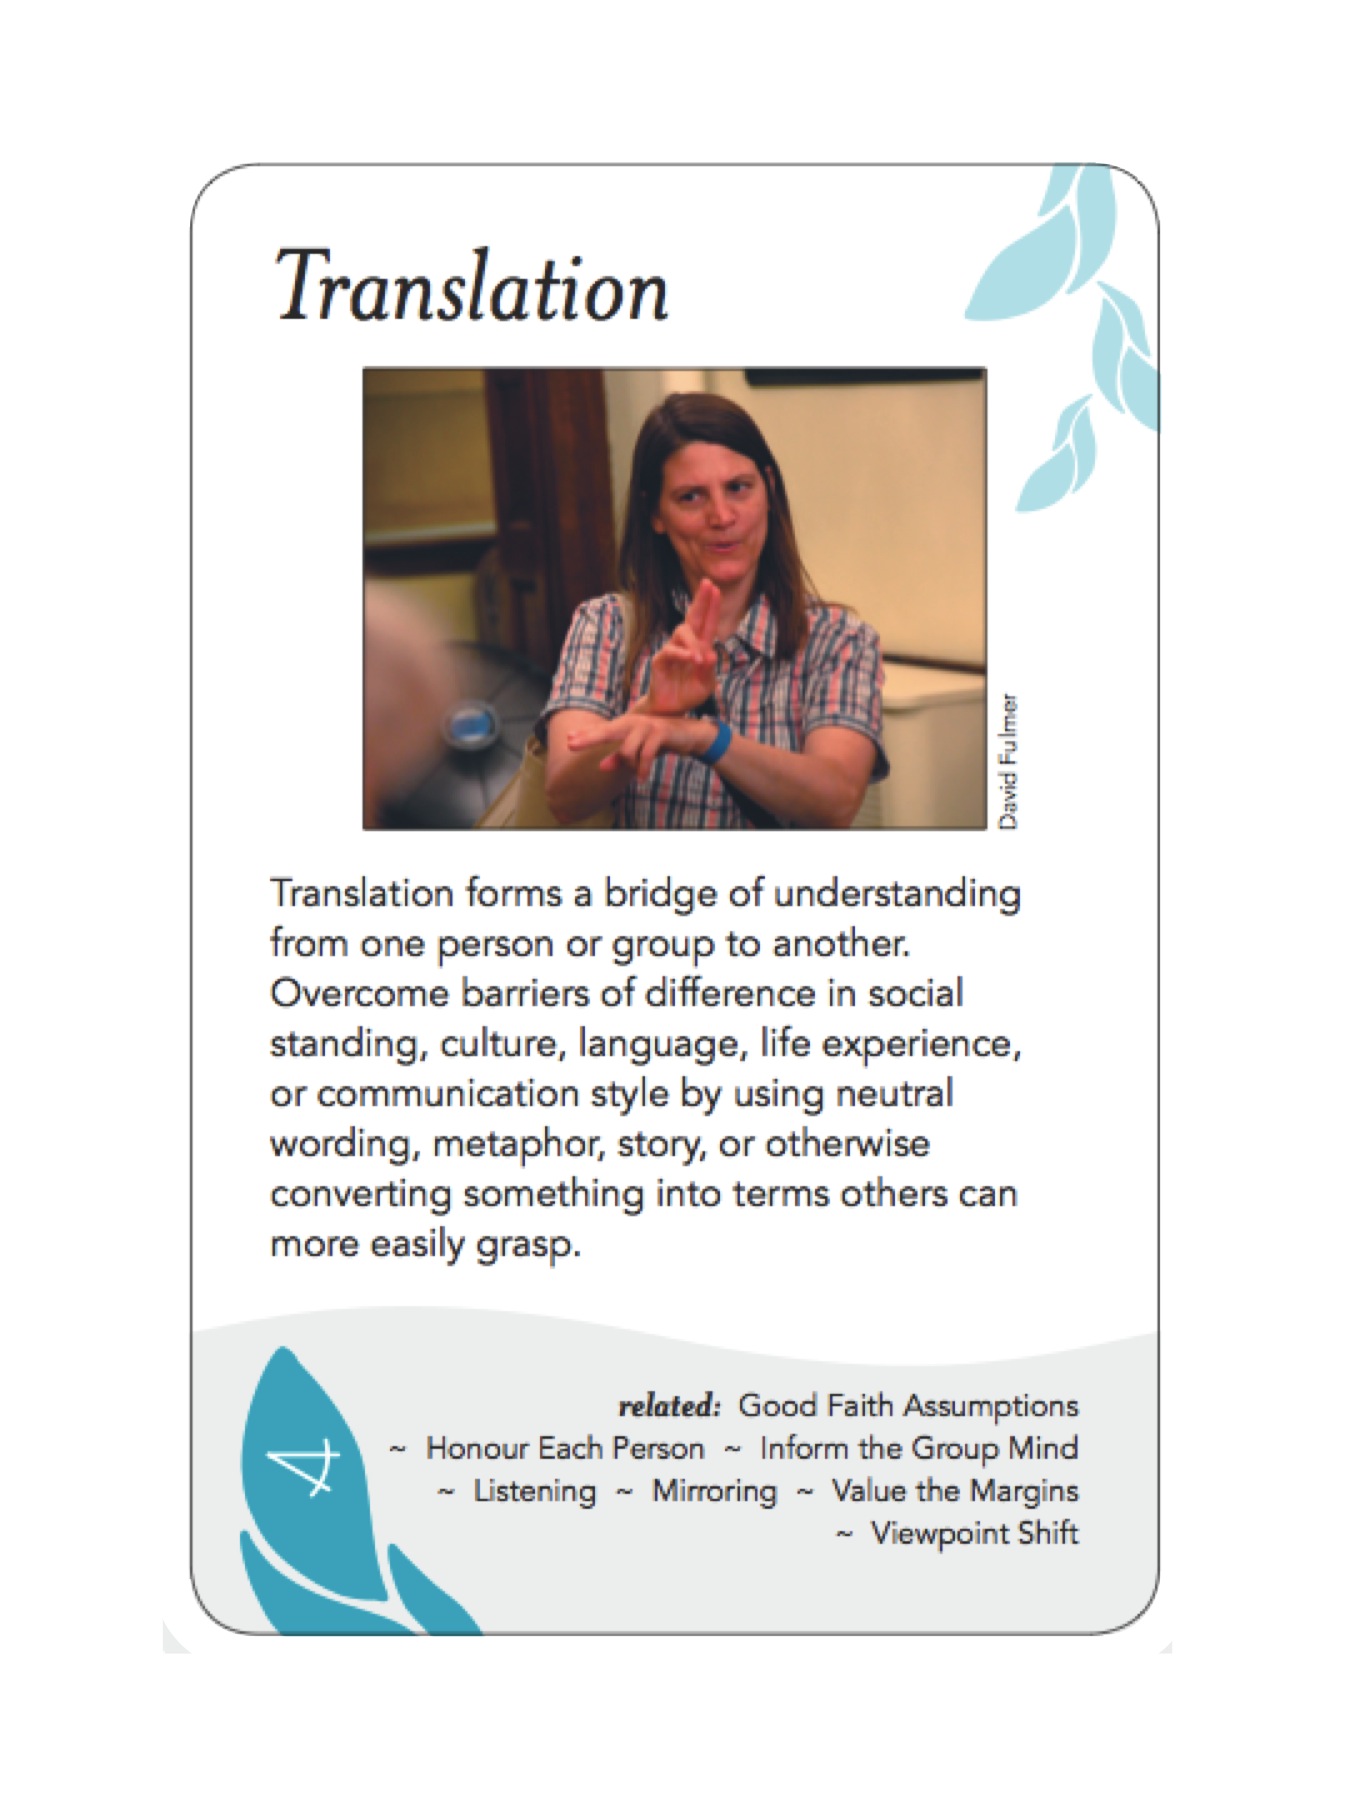 Translation
David Fulmer
Translation forms a bridge of understanding
from one person or group to another.
Overcome barriers of difference in social
standing, culture, language, life experience,
or communication style by using neutral
wording, metaphor, story, or otherwise
converting something into terms others can
more easily grasp.
related: Good Faith Assumptions
~ Honour Each Person ~ Inform the Group Mind
~ Listening ~ Mirroring ~ Value the Margins
~ Viewpoint Shift